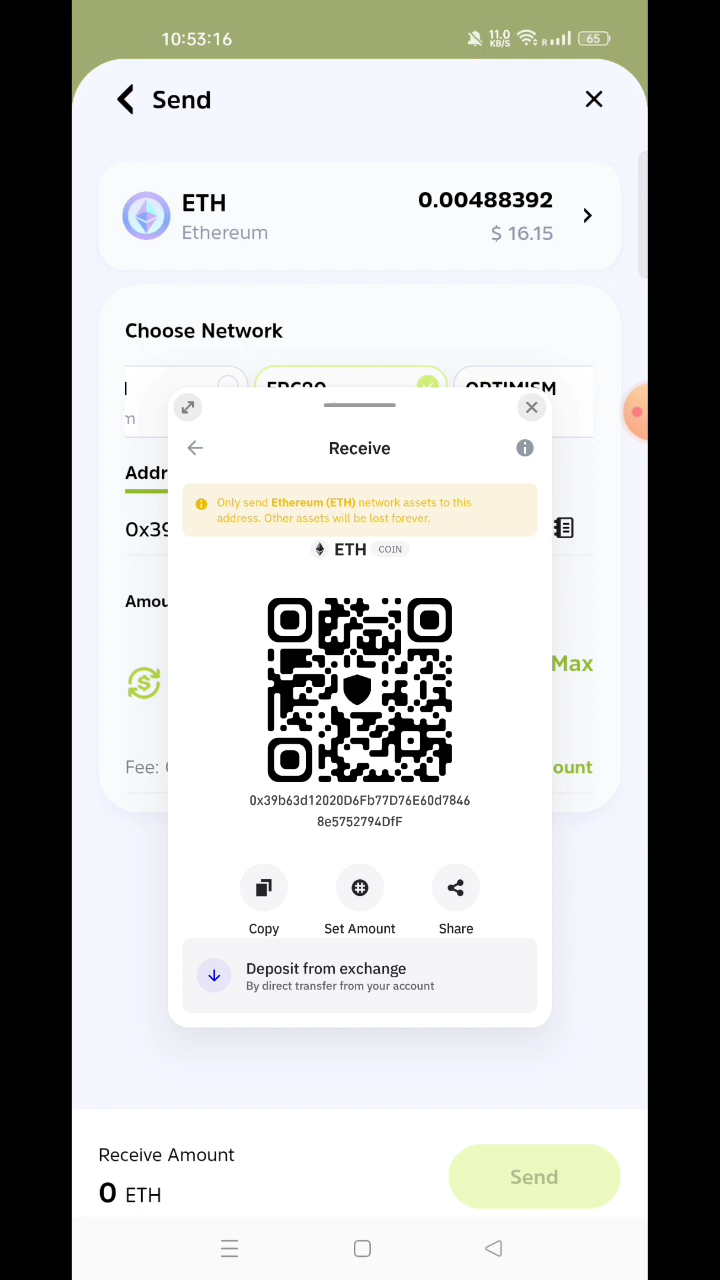 10:53:16
11.0
KB/S
R
65
Send
ETH
0.00488392
Ethereum
$ 16.15
Choose Network
ERC20
OPTIMISM
m
Addr
0x39
Amou
Max
Fee:
ount
Receive
Only send Ethereum (ETH) network assets to this
address. Other assets will be lost forever.
ETH COIN
0x39b63d12020D6Fb77D76E60d7846
8e5752794DfF
Copy
Set Amount
Share
Deposit from exchange
By direct transfer from your account
Receive Amount
0 ETH
Send